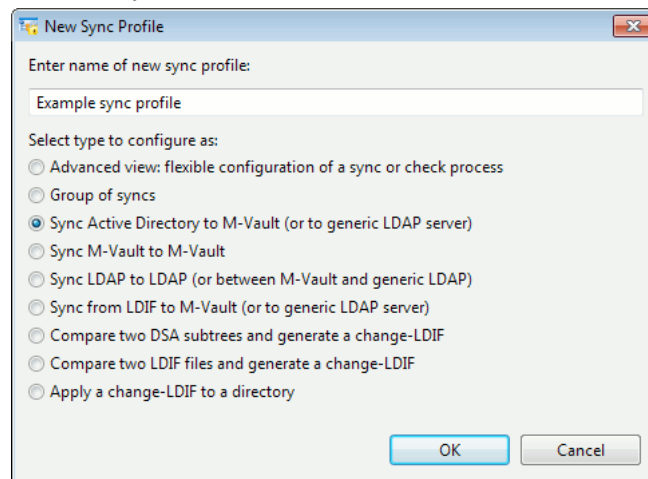 New Sync Profile
Enter name of new sync profile:
Example sync profile
Select type to configure as:
Advanced view: flexible configuration of a sync or check process
Group of syncs
Sync Active Directory to M-Vault (or to generic LDAP server)
Sync M-Vault to M-Vault
Sync LDAP to LDAP (or between M-Vault and generic LDAP)
Sync from LDIF to M-Vault (or to generic LDAP server)
Compare two DSA subtrees and generate a change-LDIF
Compare two LDIF files and generate a change-LDIF
Apply a change-LDIF to a directory
OK Cancel